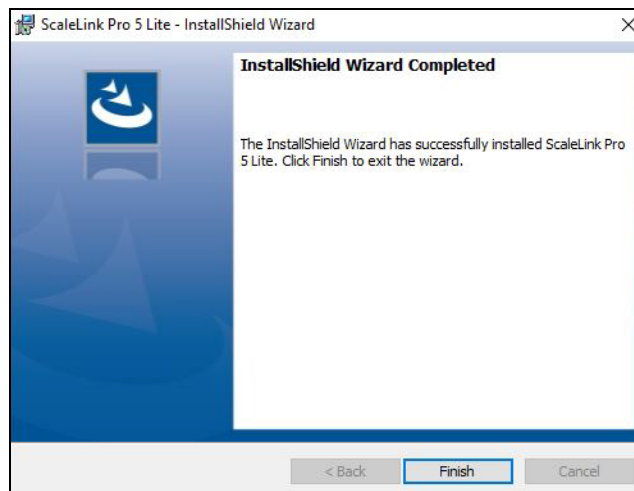 ScaleLink Pro 5 Lite - InstallShield Wizard
InstallShield Wizard Completed
The InstallShield Wizard has successfully installed ScaleLink Pro
5 Lite. Click Finish to exit the wizard.
< Back
Finish
Cancel